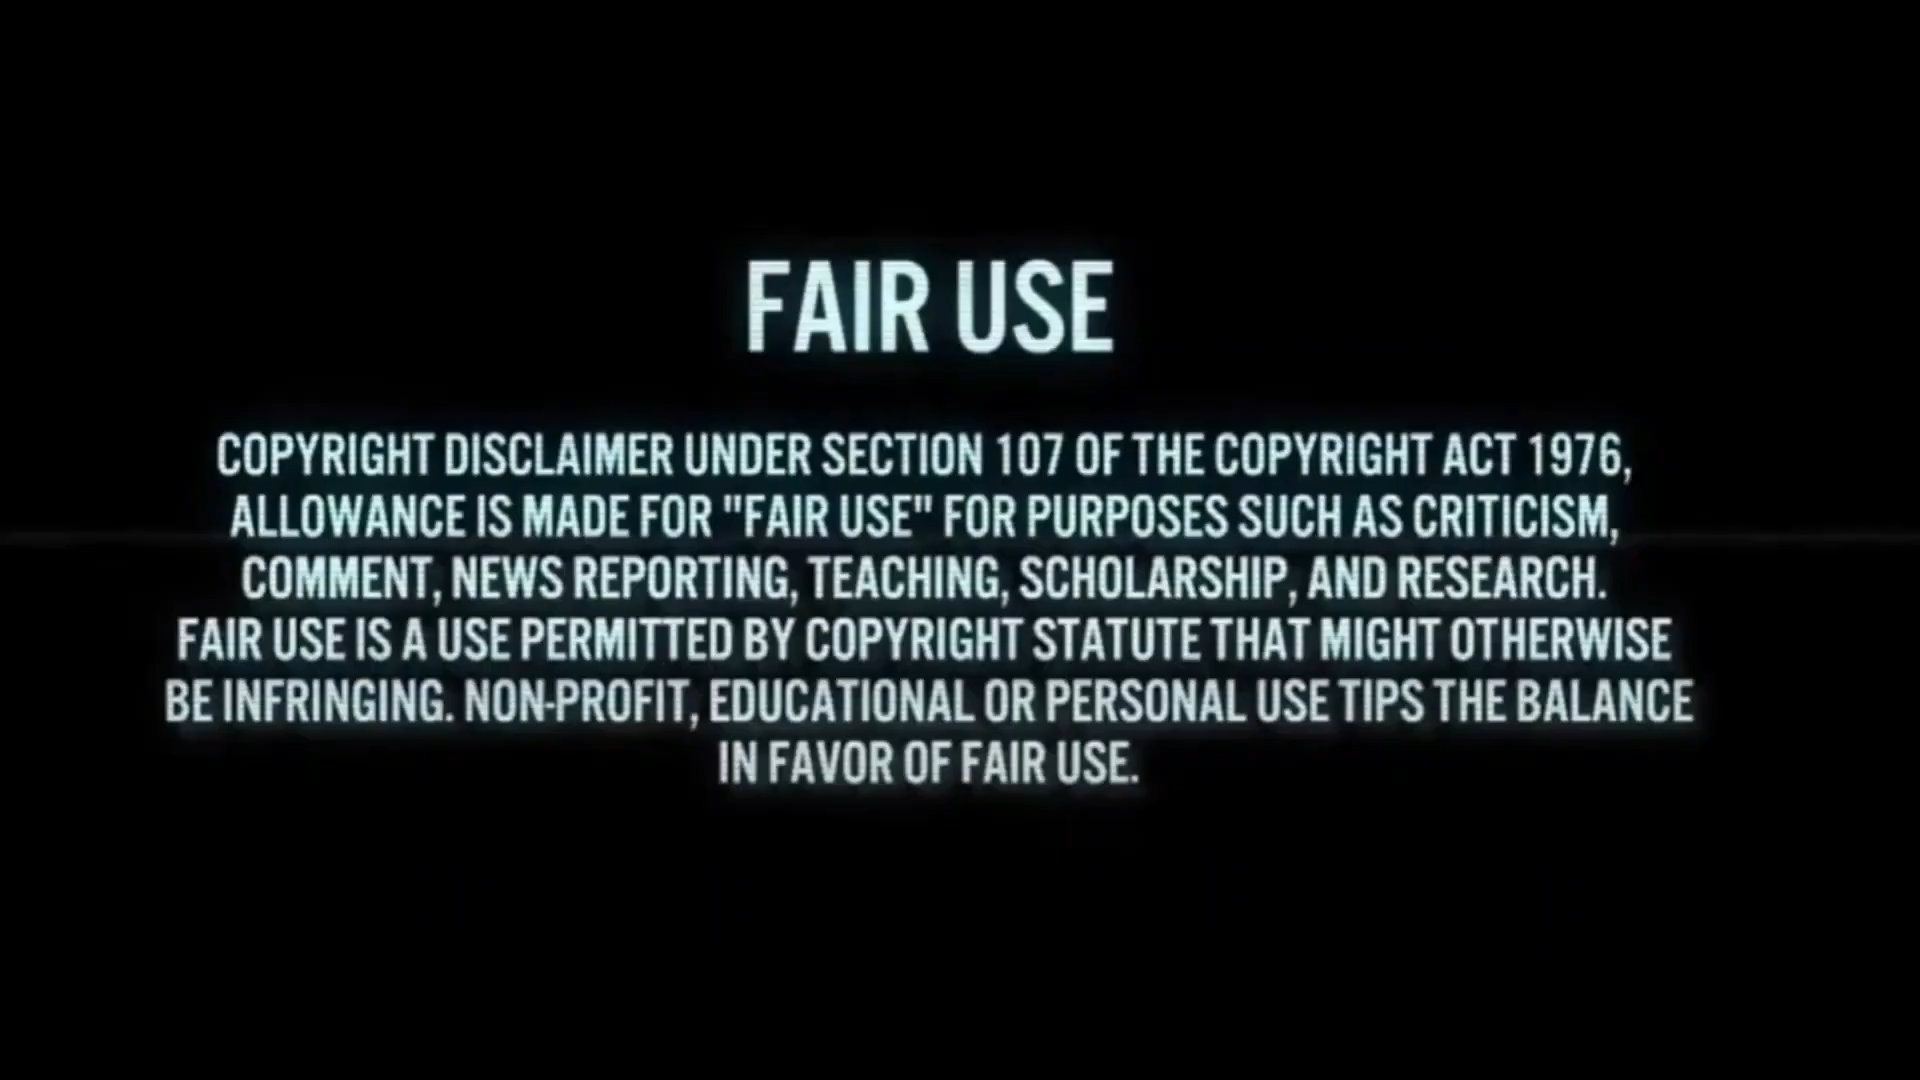 FAIR USE
COPYRIGHT DISCLAIMER UNDER SECTION 107 OF THE COPYRIGHT ACT 1976,
ALLOWANCE IS MADE FOR "FAIR USE" FOR PURPOSES SUCH AS CRITICISM,
COMMENT, NEWS REPORTING, TEACHING, SCHOLARSHIP, AND RESEARCH.
FAIR USE IS A USE PERMITTED BY COPYRIGHT STATUTE THAT MIGHT OTHERWISE
BE INFRINGING. NON-PROFIT, EDUCATIONAL OR PERSONAL USE TIPS THE BALANCE
IN FAVOR OF FAIR USE.